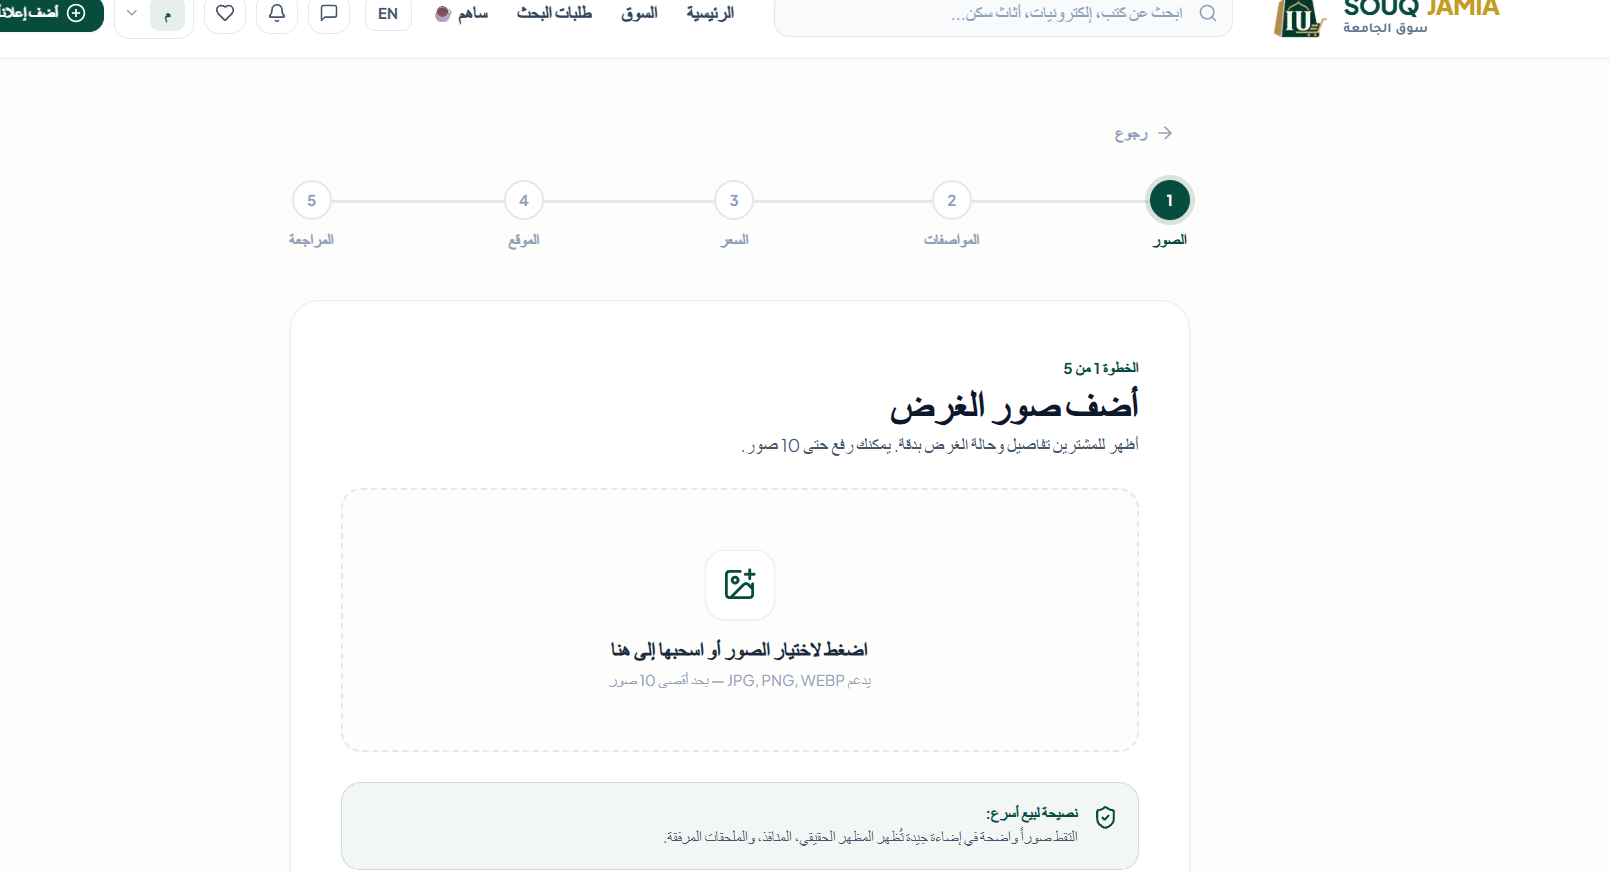 SOUQ JAMIA
سوق الجامعة
ابحث عن كتب، إلكترونيات، أثاث سكن...
الرئيسية
السوق
طلبات البحث
ساهم
EN
م
أضف إعلانك
رجوع
1
2
3
4
5
الصور
المواصفات
السعر
الموقع
المراجعة
الخطوة 1 من 5
أضف صور الغرض
أظهر للمشترين تفاصيل وحالة الغرض بدقة. يمكنك رفع حتى 10 صور.
اضغط لاختيار الصور أو اسحبها إلى هنا
يدعم JPG, PNG, WEBP — بحد أقصى 10 صور
نصيحة لبيع أسرع:
التقط صوراً واضحة في إضاءة جيدة تُظهر المظهر الحقيقي، المنافذ، والملحقات المرفقة.